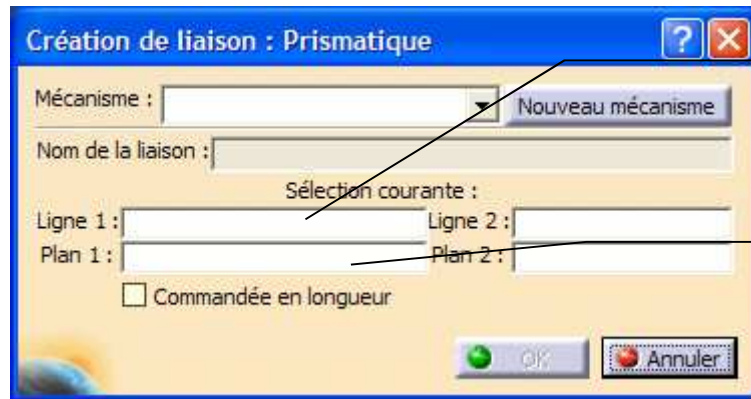 Création de liaison : Prismatique
Mécanisme : Nouveau mécanisme
Nom de la liaison :
Sélection courante :
Ligne 1 : Ligne 2 :
Plan 1 : Plan 2 :
Commandée en longueur
OK Annuler